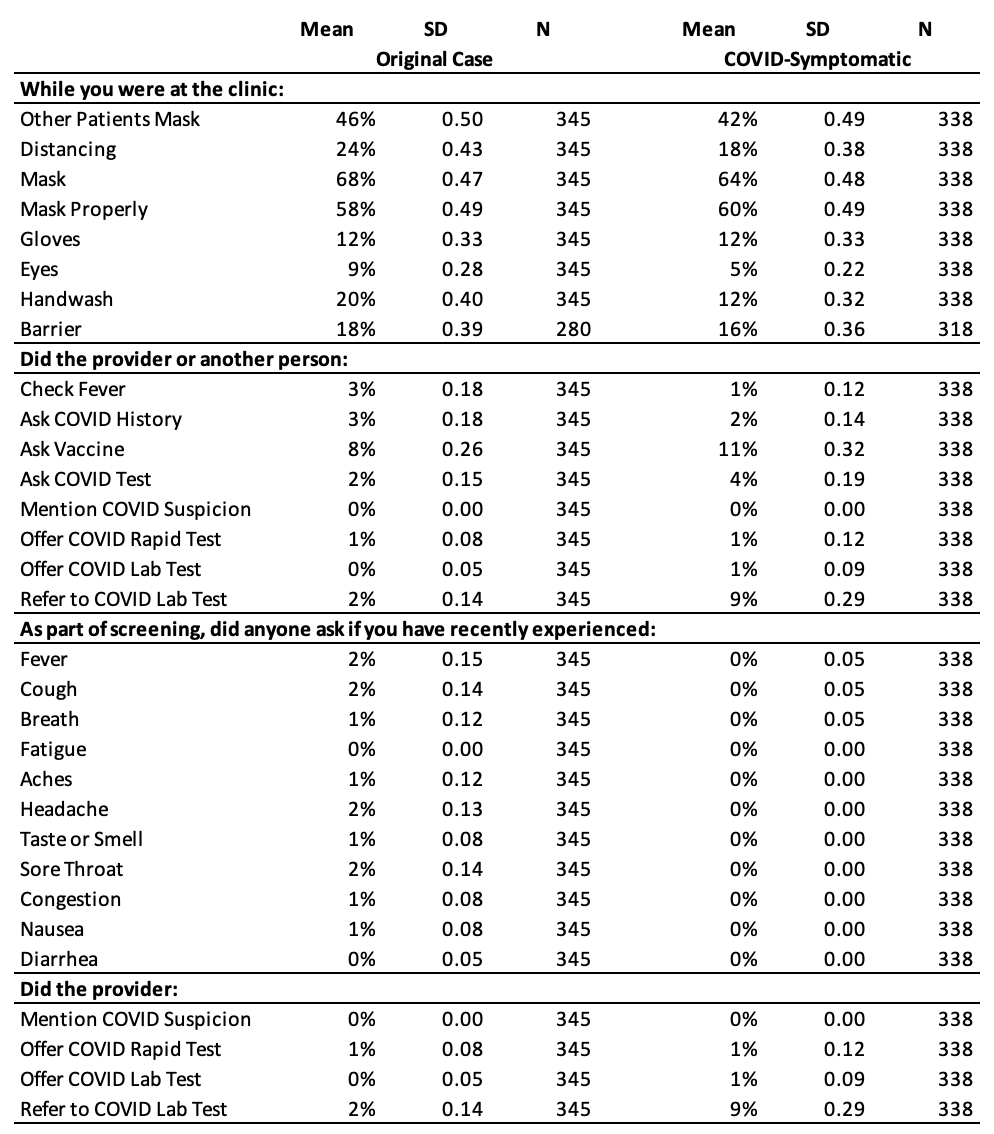 Mean SD N Mean SD N
Original Case COVID-Symptomatic
While you were at the clinic:
Other Patients Mask 46% 0.50 345 42% 0.49 338
Distancing 24% 0.43 345 18% 0.38 338
Mask 68% 0.47 345 64% 0.48 338
Mask Properly 58% 0.49 345 60% 0.49 338
Gloves 12% 0.33 345 12% 0.33 338
Eyes 9% 0.28 345 5% 0.22 338
Handwash 20% 0.40 345 12% 0.32 338
Barrier 18% 0.39 280 16% 0.36 318
Did the provider or another person:
Check Fever 3% 0.18 345 1% 0.12 338
Ask COVID History 3% 0.18 345 2% 0.14 338
Ask Vaccine 8% 0.26 345 11% 0.32 338
Ask COVID Test 2% 0.15 345 4% 0.19 338
Mention COVID Suspicion 0% 0.00 345 0% 0.00 338
Offer COVID Rapid Test 1% 0.08 345 1% 0.12 338
Offer COVID Lab Test 0% 0.05 345 1% 0.09 338
Refer to COVID Lab Test 2% 0.14 345 9% 0.29 338
As part of screening, did anyone ask if you have recently experienced:
Fever 2% 0.15 345 0% 0.05 338
Cough 2% 0.14 345 0% 0.05 338
Breath 1% 0.12 345 0% 0.05 338
Fatigue 0% 0.00 345 0% 0.00 338
Aches 1% 0.12 345 0% 0.00 338
Headache 2% 0.13 345 0% 0.00 338
Taste or Smell 1% 0.08 345 0% 0.00 338
Sore Throat 2% 0.14 345 0% 0.00 338
Congestion 1% 0.08 345 0% 0.00 338
Nausea 1% 0.08 345 0% 0.00 338
Diarrhea 0% 0.05 345 0% 0.00 338
Did the provider:
Mention COVID Suspicion 0% 0.00 345 0% 0.00 338
Offer COVID Rapid Test 1% 0.08 345 1% 0.12 338
Offer COVID Lab Test 0% 0.05 345 1% 0.09 338
Refer to COVID Lab Test 2% 0.14 345 9% 0.29 338